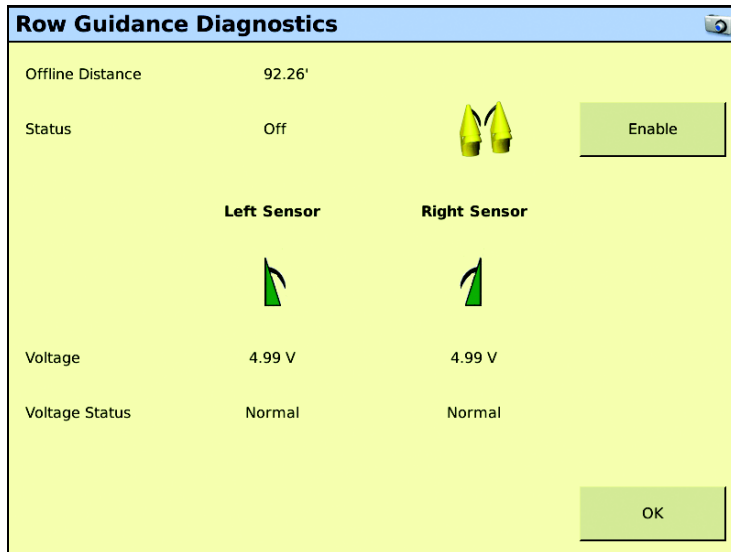 Row Guidance Diagnostics
Offline Distance 92.26'
Status Off Enable
Left Sensor Right Sensor
Voltage 4.99 V 4.99 V
Voltage Status Normal Normal
OK